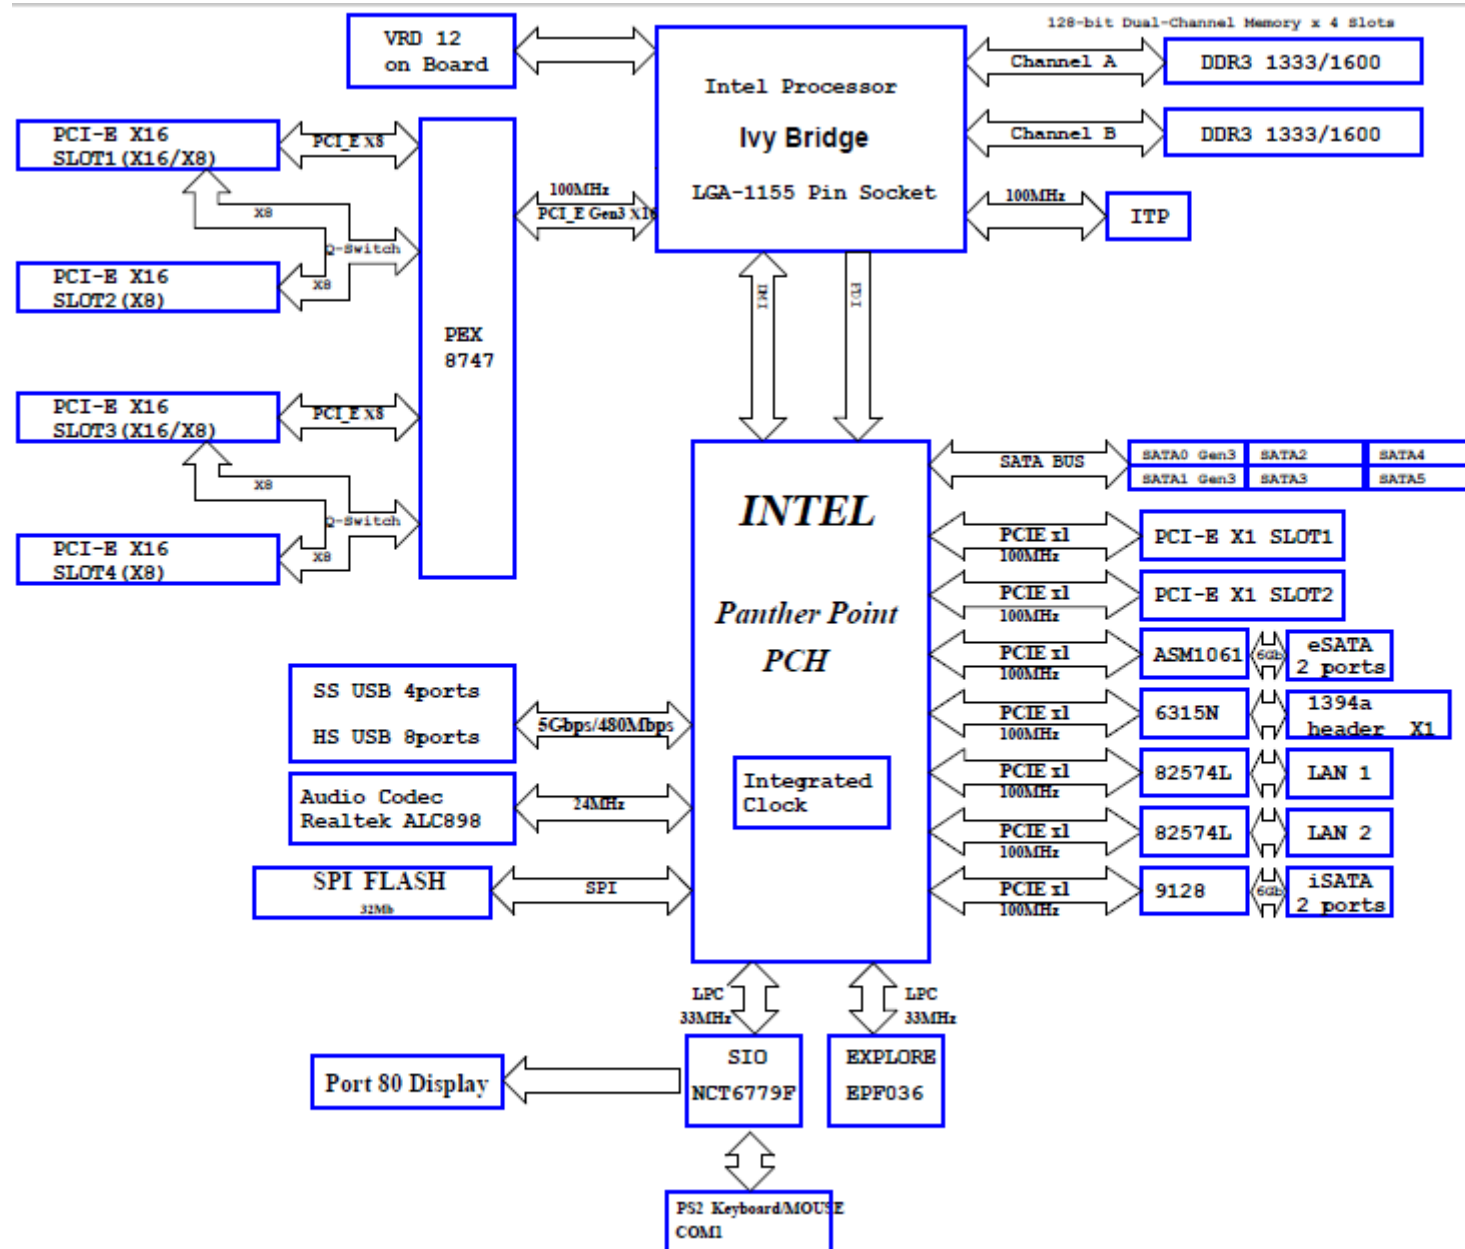 128-bit Dual-Channel Memory x 4 Slots
VRD 12
on Board
Intel Processor
Ivy Bridge
LGA-1155 Pin Socket
Channel A
DDR3 1333/1600
Channel B
DDR3 1333/1600
100MHz
ITP
PCI-E X16
SLOT1(X16/X8)
PCI_E X8
X8
Q-Switch
X8
PCI-E X16
SLOT2(X8)
100MHz
PCI_E Gen3 X16
PEX
8747
DMI
FDI
PCI-E X16
SLOT3(X16/X8)
PCI_E X8
X8
Q-Switch
X8
PCI-E X16
SLOT4(X8)
INTEL
Panther Point
PCH
Integrated
Clock
SATA BUS
SATA0 Gen3
SATA2
SATA4
SATA1 Gen3
SATA3
SATA5
PCIE x1
100MHz
PCI-E X1 SLOT1
PCIE x1
100MHz
PCI-E X1 SLOT2
PCIE x1
100MHz
ASM1061
6Gb
eSATA
2 ports
PCIE x1
100MHz
6315N
1394a
header X1
PCIE x1
100MHz
82574L
LAN 1
PCIE x1
100MHz
82574L
LAN 2
PCIE x1
100MHz
9128
6Gb
iSATA
2 ports
SS USB 4ports
HS USB 8ports
5Gbps/480Mbps
Audio Codec
Realtek ALC898
24MHz
SPI FLASH
32Mb
SPI
LPC
33MHz
LPC
33MHz
SIO
NCT6779F
EXPLORE
EPF036
Port 80 Display
PS2 Keyboard/MOUSE
COM1